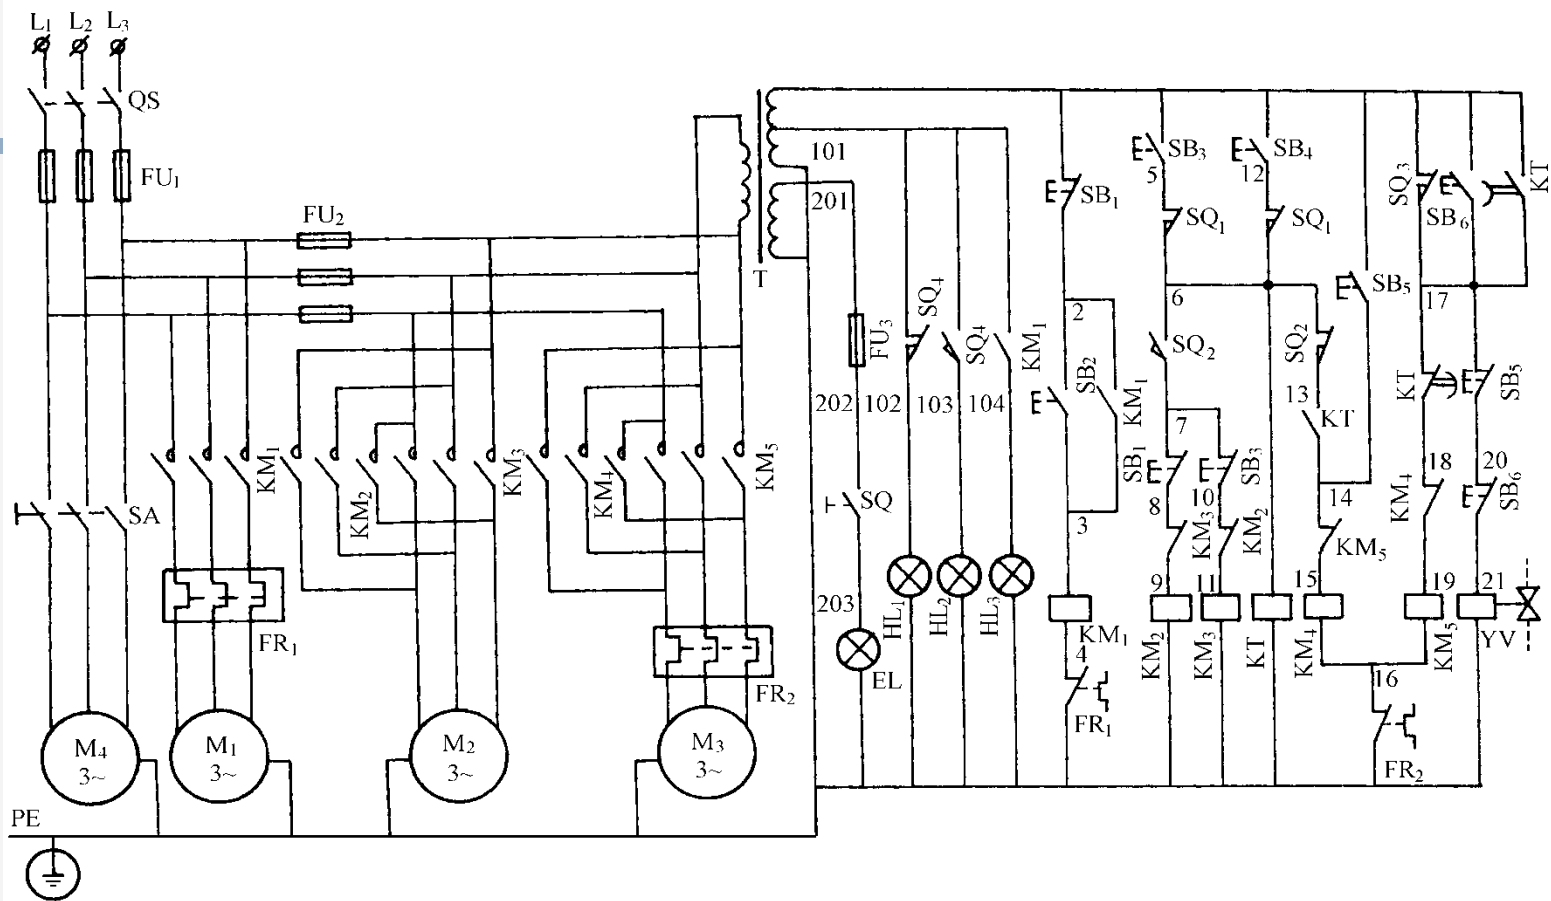 L₁ L₂ L₃
QS
FU₁
FU₂
T
101
201
SB₁
SB₃
5
SQ₁
SB₄
12
SQ₁
SQ₃
SB₆
KT
SB₅
17
2
6
SQ₄
FU₃
SQ₄
KM₁
SQ₂
SQ₂
13
KT
KT
SB₅
202 102 103 104
SB₂
KM₁
7
SB₁
SB₃
8
10
KM₁
KM₂
KM₃
KM₄
KM₅
SA
SQ
3
KM₃
KM₂
14
KM₅
KM₄
18
20
SB₆
9
11
15
19
21
203
HL₁
HL₂
HL₃
KM₁
4
KM₂
KM₃
KT
KM₄
KM₅
YV
FR₁
FR₂
EL
FR₁
16
FR₂
M₄
3~
M₁
3~
M₂
3~
M₃
3~
PE